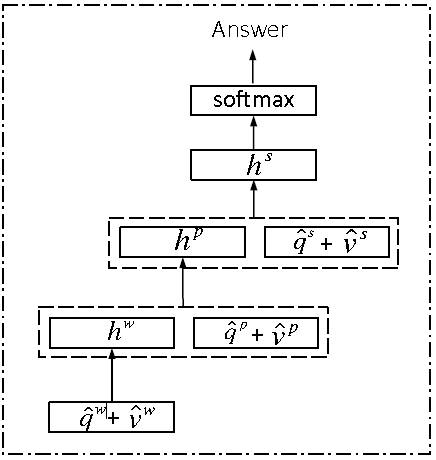 Answer
softmax
h^s
h^p q̂^s + v̂^s
h^w q̂^p + v̂^p
q̂^w + v̂^w